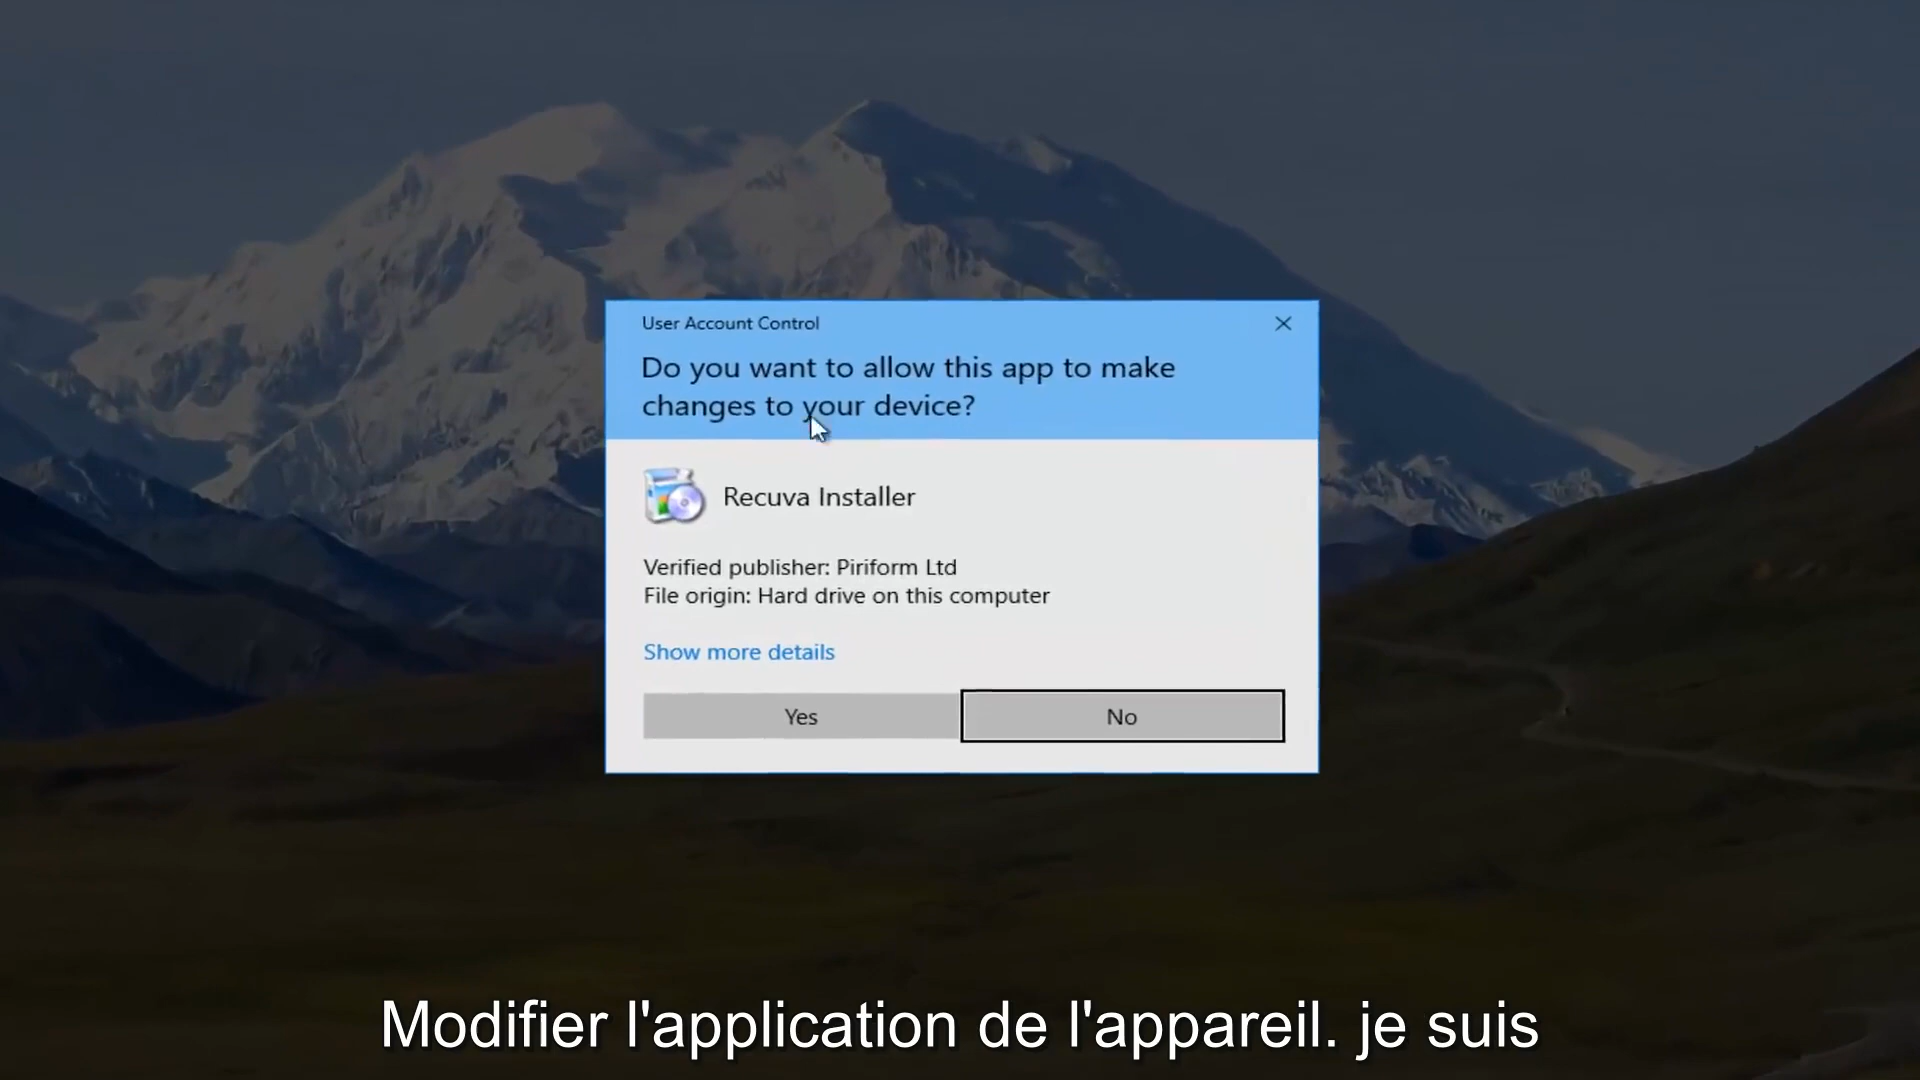 User Account Control
Do you want to allow this app to make
changes to your device?
Recuva Installer
Verified publisher: Piriform Ltd
File origin: Hard drive on this computer
Show more details
Yes
No
Modifier l'application de l'appareil. je suis